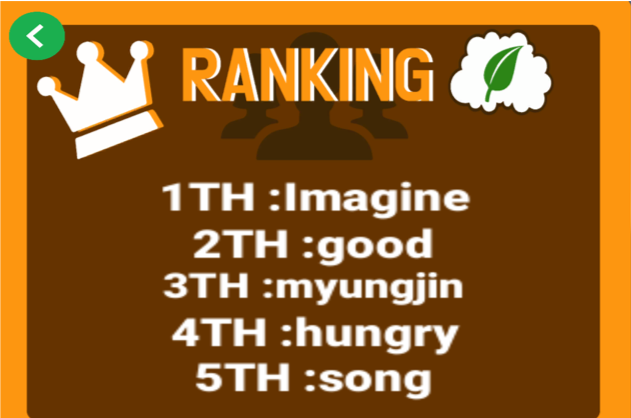 RANKING
1TH :Imagine
2TH :good
3TH :myungjin
4TH :hungry
5TH :song